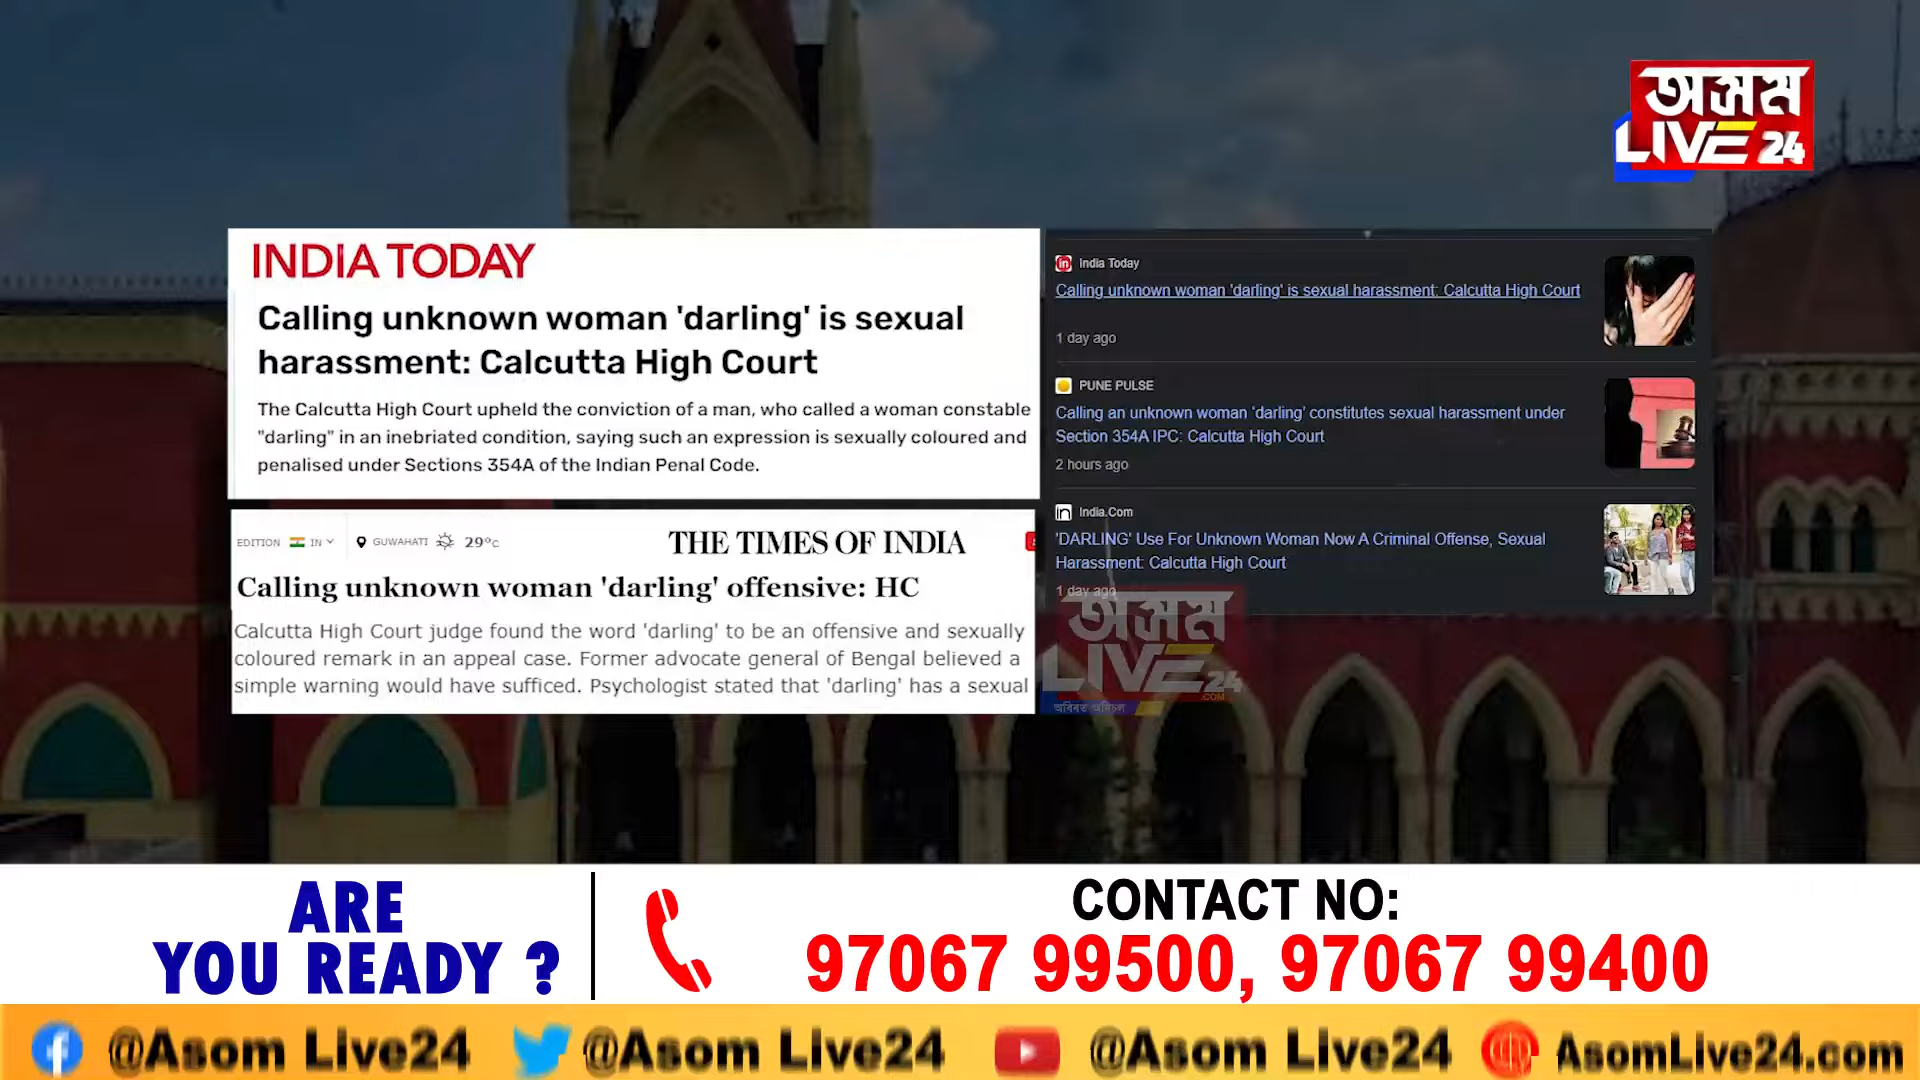 অসম
LIVE 24
INDIA TODAY
Calling unknown woman 'darling' is sexual
harassment: Calcutta High Court
The Calcutta High Court upheld the conviction of a man, who called a woman constable
"darling" in an inebriated condition, saying such an expression is sexually coloured and
penalised under Sections 354A of the Indian Penal Code.
EDITION IN GUWAHATI 29°C
THE TIMES OF INDIA
Calling unknown woman 'darling' offensive: HC
Calcutta High Court judge found the word 'darling' to be an offensive and sexually
coloured remark in an appeal case. Former advocate general of Bengal believed a
simple warning would have sufficed. Psychologist stated that 'darling' has a sexual
India Today
Calling unknown woman 'darling' is sexual harassment: Calcutta High Court
1 day ago
PUNE PULSE
Calling an unknown woman 'darling' constitutes sexual harassment under
Section 354A IPC: Calcutta High Court
2 hours ago
India.Com
'DARLING' Use For Unknown Woman Now A Criminal Offense, Sexual
Harassment: Calcutta High Court
1 day ago
অসম
LIVE 24
.COM
অবিৰত অবিচল
ARE
YOU READY ?
CONTACT NO:
97067 99500, 97067 99400
@Asom Live24 @Asom Live24 @Asom Live24 AsomLive24.com